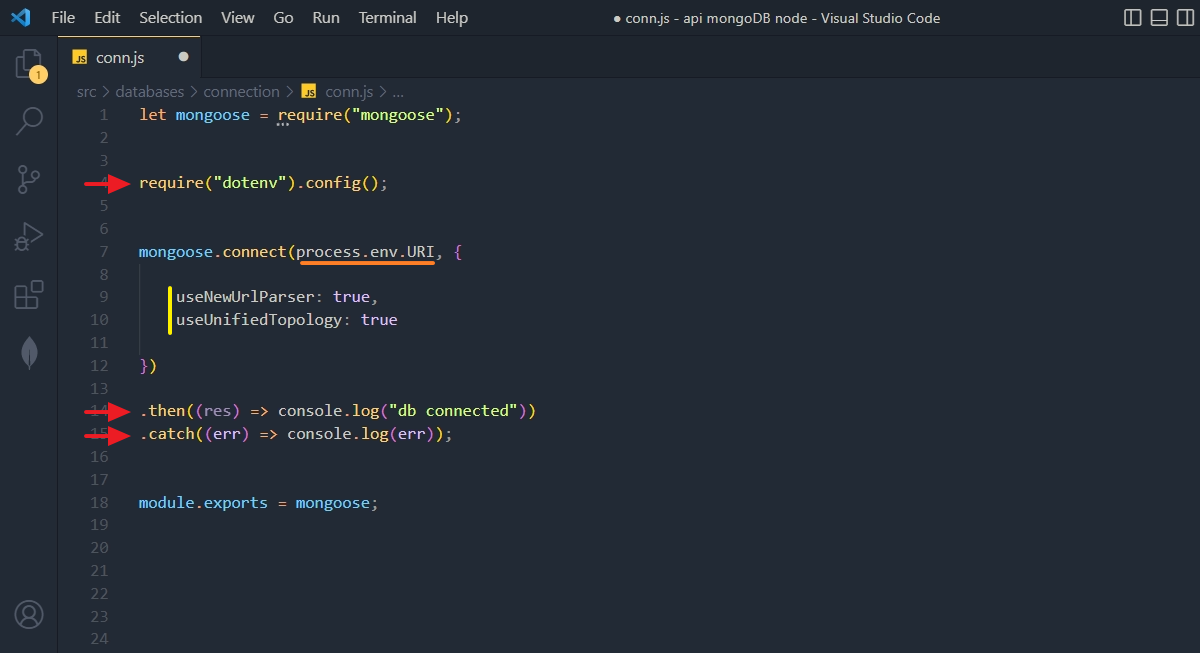 File Edit Selection View Go Run Terminal Help ● conn.js - api mongoDB node - Visual Studio Code
JS conn.js ●
1
src > databases > connection > JS conn.js > ...
1 let mongoose = require("mongoose");
2
3
4 require("dotenv").config();
5
6
7 mongoose.connect(process.env.URI, {
8
9 useNewUrlParser: true,
10 useUnifiedTopology: true
11
12 })
13
14 .then((res) => console.log("db connected"))
15 .catch((err) => console.log(err));
16
17
18 module.exports = mongoose;
19
20
21
22
23
24